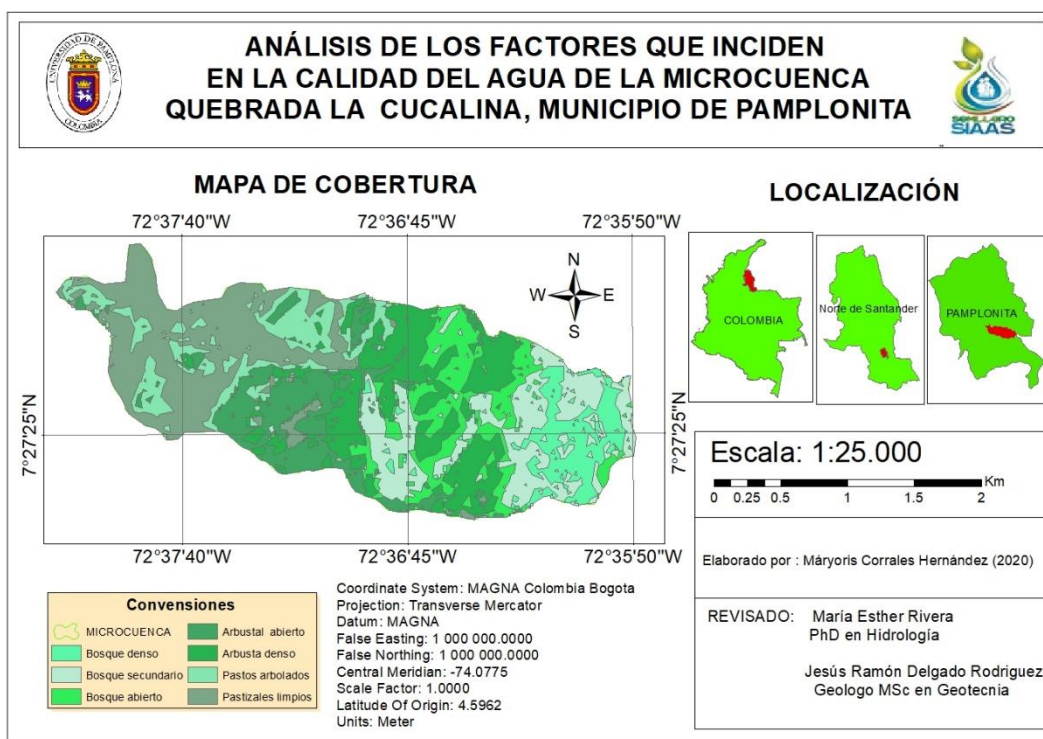 UNIVERSIDAD DE PAMPLONA
COLOMBIA
ANÁLISIS DE LOS FACTORES QUE INCIDEN
EN LA CALIDAD DEL AGUA DE LA MICROCUENCA
QUEBRADA LA CUCALINA, MUNICIPIO DE PAMPLONITA
SEMILLERO
SIAAS
MAPA DE COBERTURA
72°37'40"W 72°36'45"W 72°35'50"W
N
W E
S
7°27'25"N 7°27'25"N
72°37'40"W 72°36'45"W 72°35'50"W
LOCALIZACIÓN
COLOMBIA
Norte de Santander
PAMPLONITA
Escala: 1:25.000
Km
0 0.25 0.5 1 1.5 2
Elaborado por : Máryoris Corrales Hernández (2020)
REVISADO: María Esther Rivera
PhD en Hidrología
Jesús Ramón Delgado Rodriguez
Geologo MSc en Geotecnia
Convensiones
MICROCUENCA
Bosque denso
Bosque secundario
Bosque abierto
Arbustal abierto
Arbusta denso
Pastos arbolados
Pastizales limpios
Coordinate System: MAGNA Colombia Bogota
Projection: Transverse Mercator
Datum: MAGNA
False Easting: 1 000 000.0000
False Northing: 1 000 000.0000
Central Meridian: -74.0775
Scale Factor: 1.0000
Latitude Of Origin: 4.5962
Units: Meter